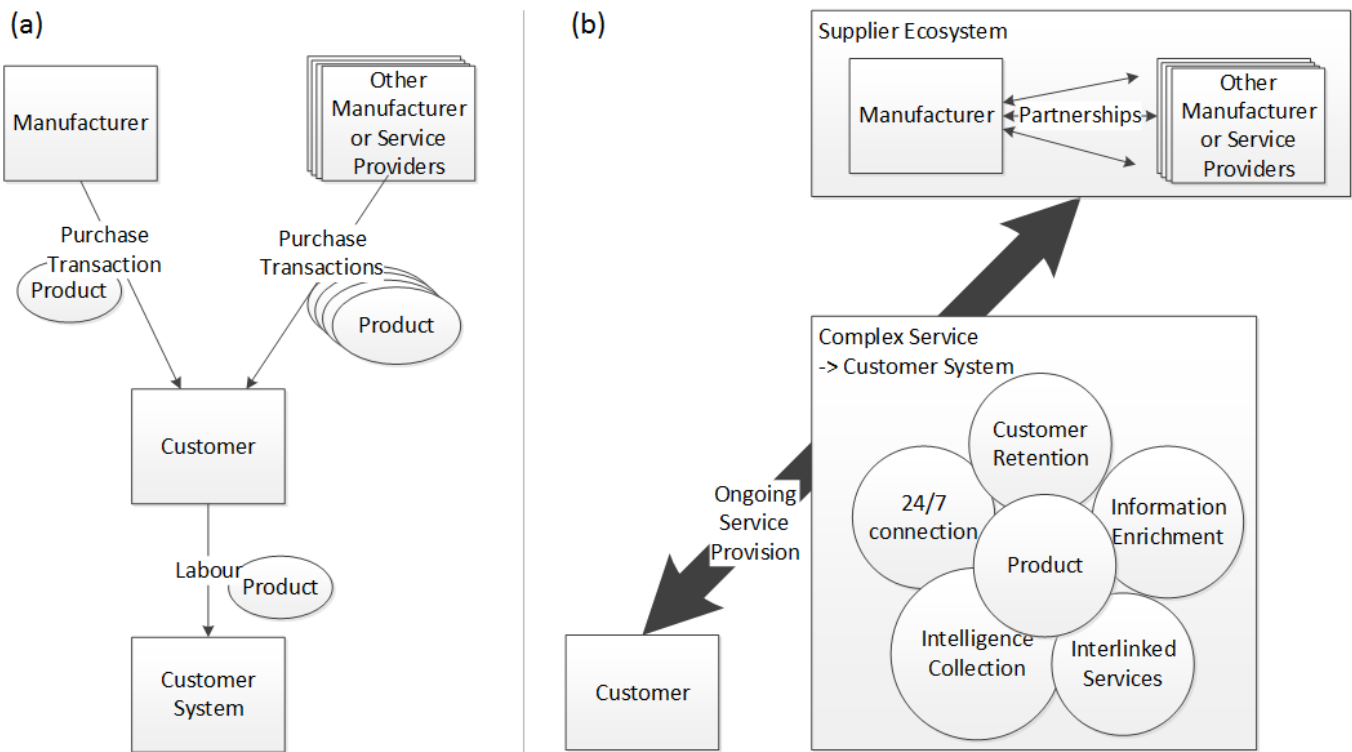 (a)
Manufacturer
Other
Manufacturer
or Service
Providers
Purchase
Transaction
Product
Purchase
Transactions
Product
Customer
Labour
Product
Customer
System
(b)
Supplier Ecosystem
Manufacturer
Partnerships
Other
Manufacturer
or Service
Providers
Complex Service
-> Customer System
Customer
Retention
24/7
connection
Information
Enrichment
Product
Intelligence
Collection
Interlinked
Services
Ongoing
Service
Provision
Customer